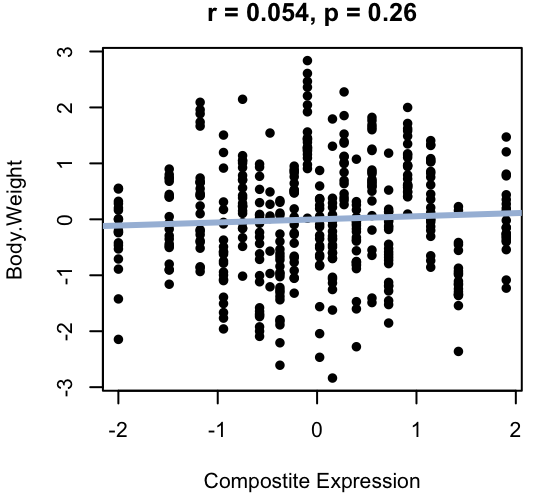 r = 0.054, p = 0.26
3
2
1
0
-1
-2
-3
Body.Weight
-2 -1 0 1 2
Compostite Expression